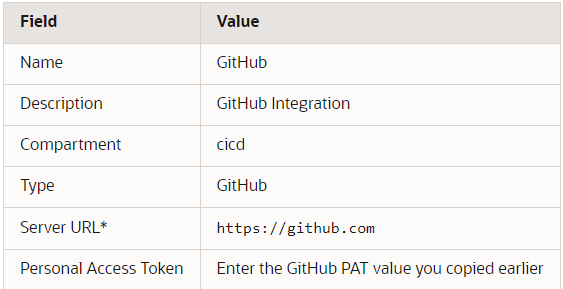 Field Value
Name GitHub
Description GitHub Integration
Compartment cicd
Type GitHub
Server URL* https://github.com
Personal Access Token Enter the GitHub PAT value you copied earlier